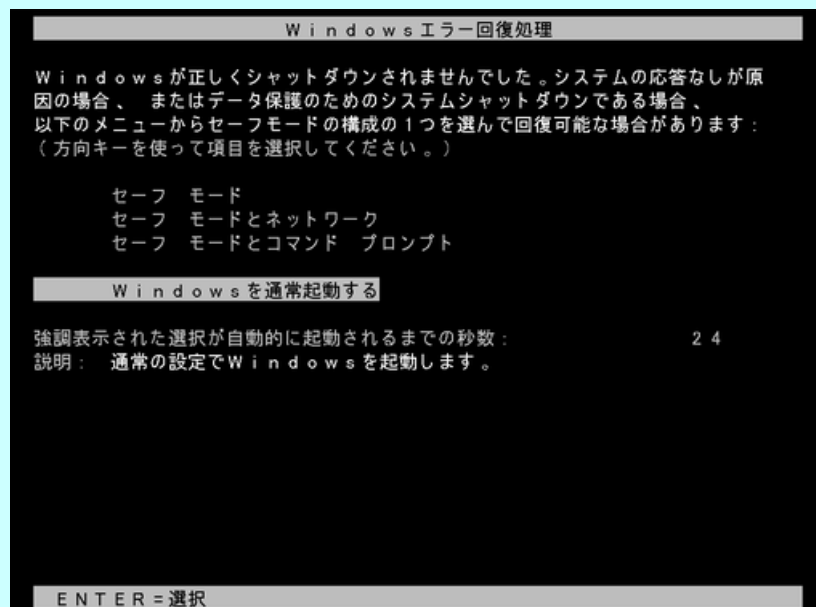 Windowsエラー回復処理
Windowsが正しくシャットダウンされませんでした。システムの応答なしが原
因の場合、 またはデータ保護のためのシステムシャットダウンである場合、
以下のメニューからセーフモードの構成の1つを選んで回復可能な場合があります:
(方向キーを使って項目を選択してください。)
セーフ モード
セーフ モードとネットワーク
セーフ モードとコマンド プロンプト
Windowsを通常起動する
強調表示された選択が自動的に起動されるまでの秒数: 24
説明: 通常の設定でWindowsを起動します。
ENTER=選択